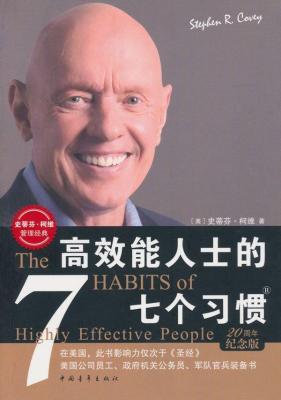 Stephen R. Covey
[美] 史蒂芬·柯维 著
史蒂芬·柯维
管理经典
高效能人士的
The 7 HABITS of
七个习惯®
Highly Effective People
20周年
纪念版
在美国，此书影响力仅次于《圣经》
美国公司员工、政府机关公务员、军队官兵装备书
中国青年出版社